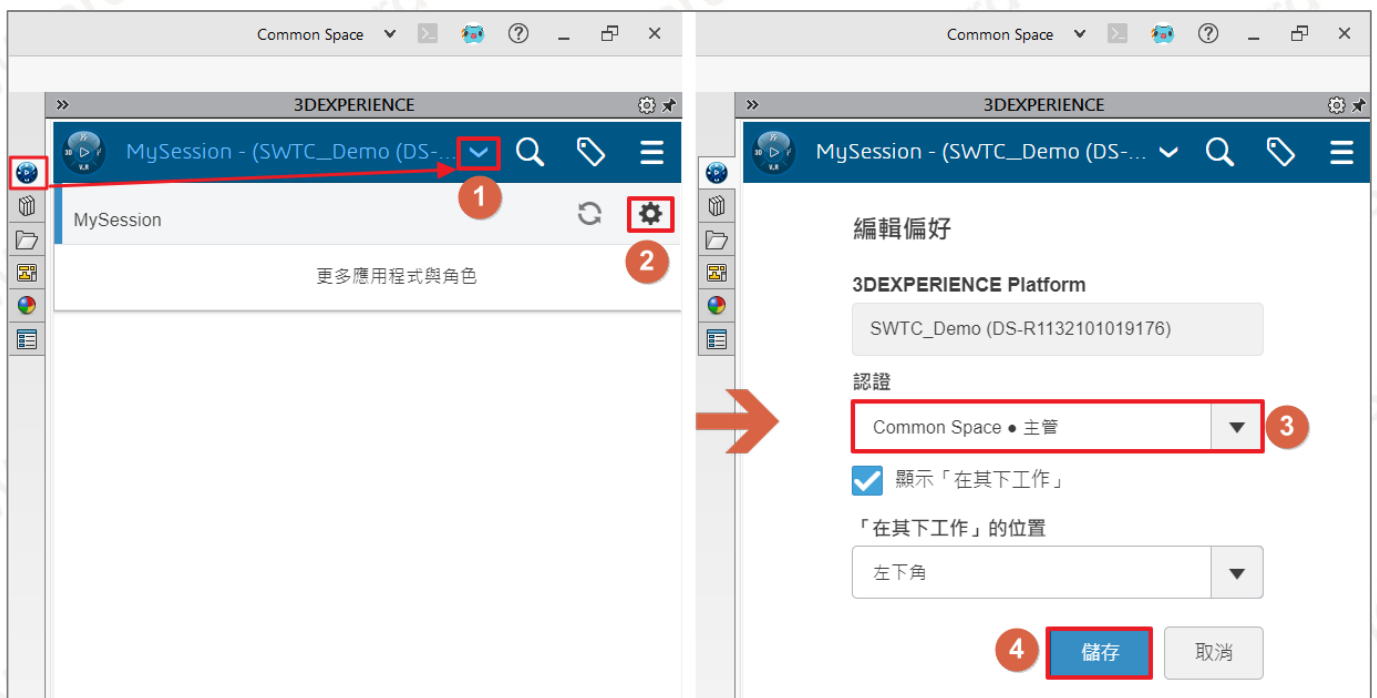 Common Space
3DEXPERIENCE
MySession - (SWTC_Demo (DS-...
1
MySession
2
更多應用程式與角色
Common Space
3DEXPERIENCE
MySession - (SWTC_Demo (DS-...
編輯偏好
3DEXPERIENCE Platform
SWTC_Demo (DS-R1132101019176)
認證
Common Space ● 主管
3
顯示「在其下工作」
「在其下工作」的位置
左下角
4
儲存
取消